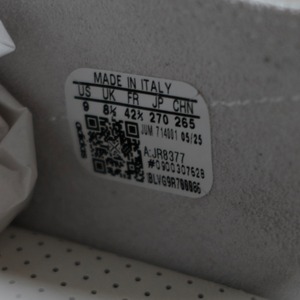 MADE IN ITALY
US UK FR JP CHN
9 8½ 42⅔ 270 265
JUM 714001 05/25
A:JR8377
#0900307629